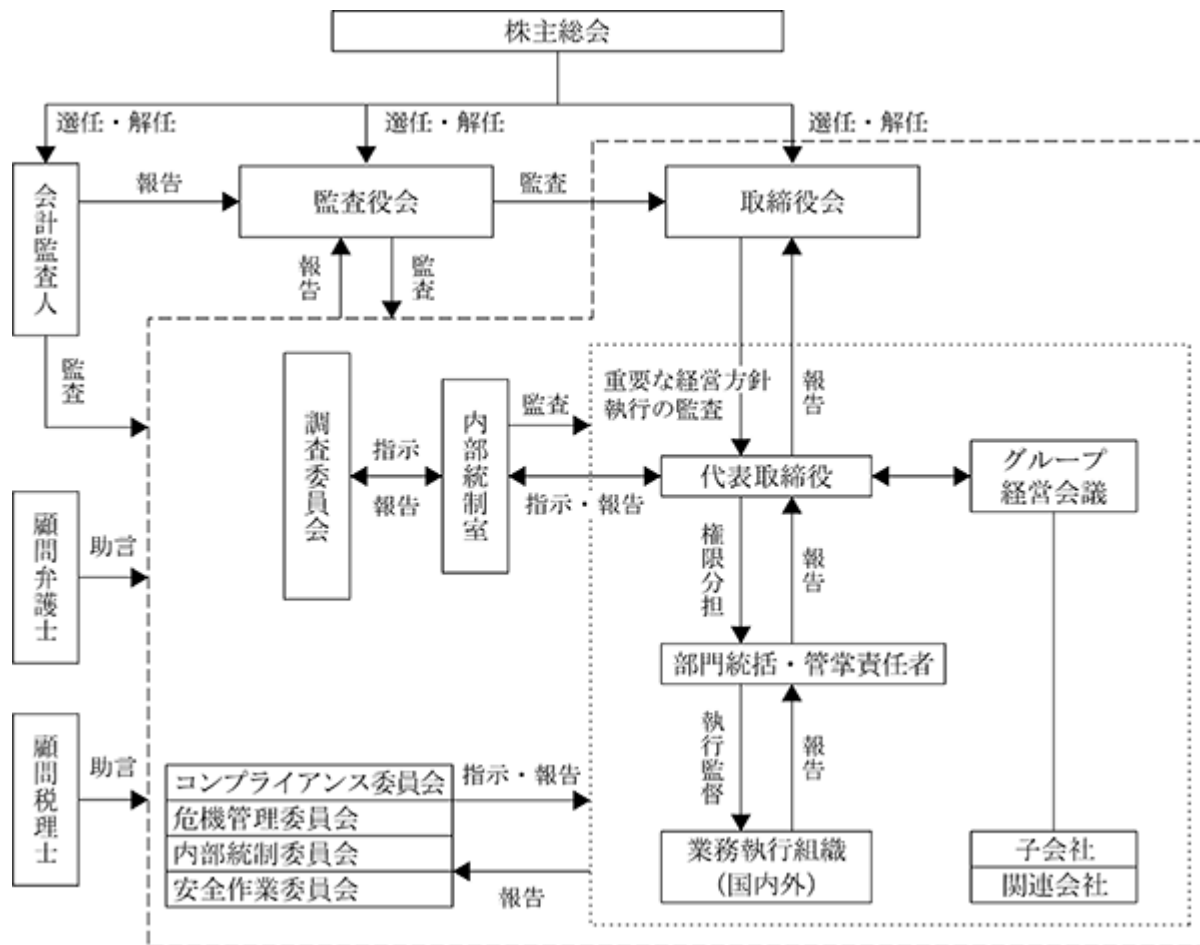 株主総会
選任・解任
選任・解任
選任・解任
会計監査人
報告
監査役会
監査
取締役会
報告
監査
監査
重要な経営方針
執行の監査
報告
調査委員会
指示
報告
内部統制室
監査
指示・報告
代表取締役
グループ
経営会議
顧問弁護士
助言
権限分担
報告
部門統括・管掌責任者
顧問税理士
助言
執行監督
報告
コンプライアンス委員会
危機管理委員会
内部統制委員会
安全作業委員会
指示・報告
報告
業務執行組織
(国内外)
子会社
関連会社